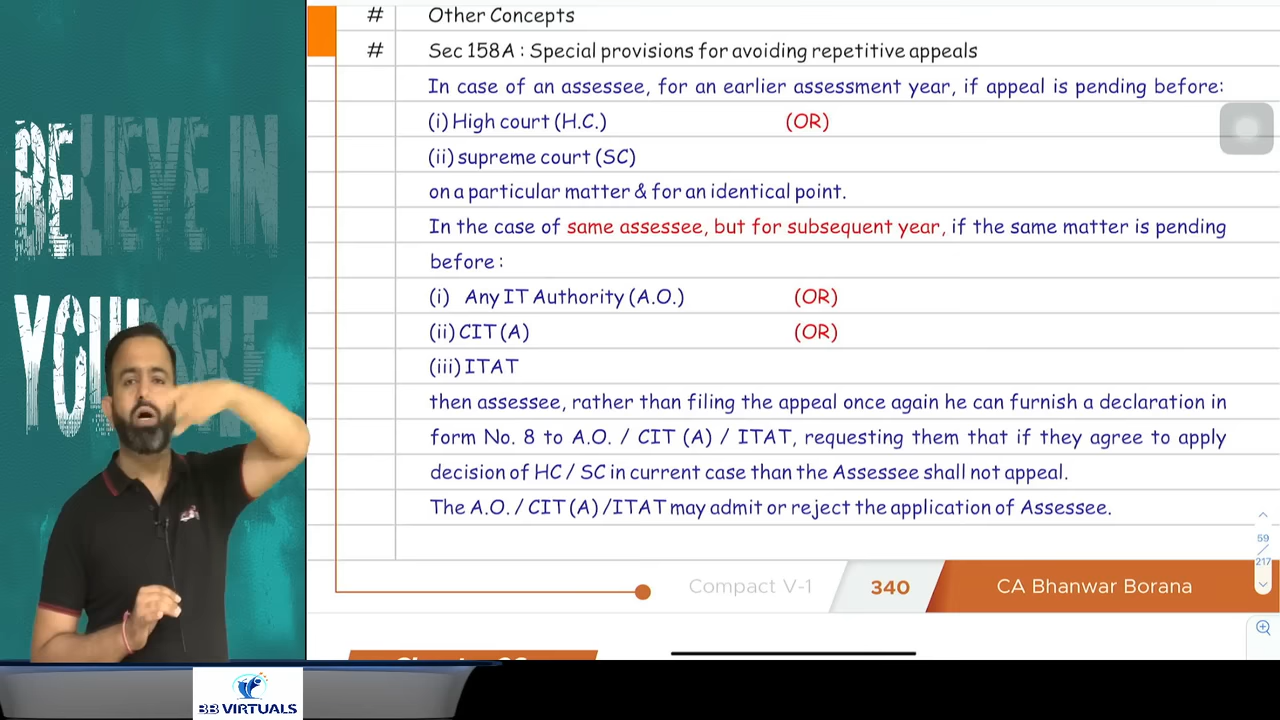 BELIEVE IN
YOURSELF
# Other Concepts
# Sec 158A : Special provisions for avoiding repetitive appeals
In case of an assessee, for an earlier assessment year, if appeal is pending before:
(i) High court (H.C.) (OR)
(ii) supreme court (SC)
on a particular matter & for an identical point.
In the case of same assessee, but for subsequent year, if the same matter is pending
before :
(i) Any IT Authority (A.O.) (OR)
(ii) CIT (A) (OR)
(iii) ITAT
then assessee, rather than filing the appeal once again he can furnish a declaration in
form No. 8 to A.O. / CIT (A) / ITAT, requesting them that if they agree to apply
decision of HC / SC in current case than the Assessee shall not appeal.
The A.O. / CIT (A) /ITAT may admit or reject the application of Assessee.
59
217
Compact V-1 340 CA Bhanwar Borana
BB VIRTUALS